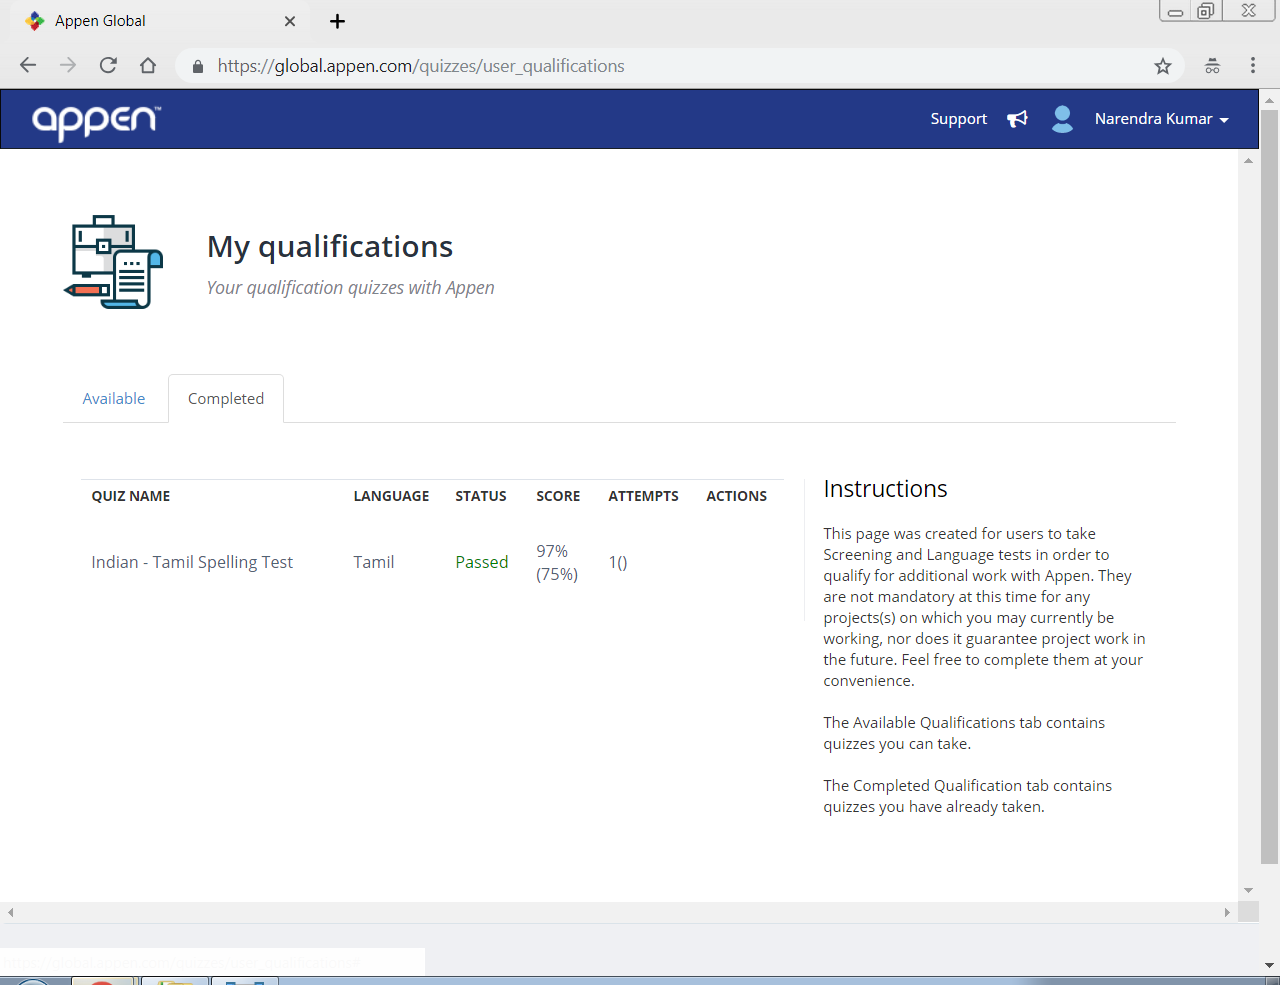 Appen Global
https://global.appen.com/quizzes/user_qualifications
appen™
Support
Narendra Kumar
My qualifications
Your qualification quizzes with Appen
Available
Completed
QUIZ NAME LANGUAGE STATUS SCORE ATTEMPTS ACTIONS
Indian - Tamil Spelling Test Tamil Passed 97% (75%) 1()
Instructions
This page was created for users to take
Screening and Language tests in order to
qualify for additional work with Appen. They
are not mandatory at this time for any
projects(s) on which you may currently be
working, nor does it guarantee project work in
the future. Feel free to complete them at your
convenience.
The Available Qualifications tab contains
quizzes you can take.
The Completed Qualification tab contains
quizzes you have already taken.